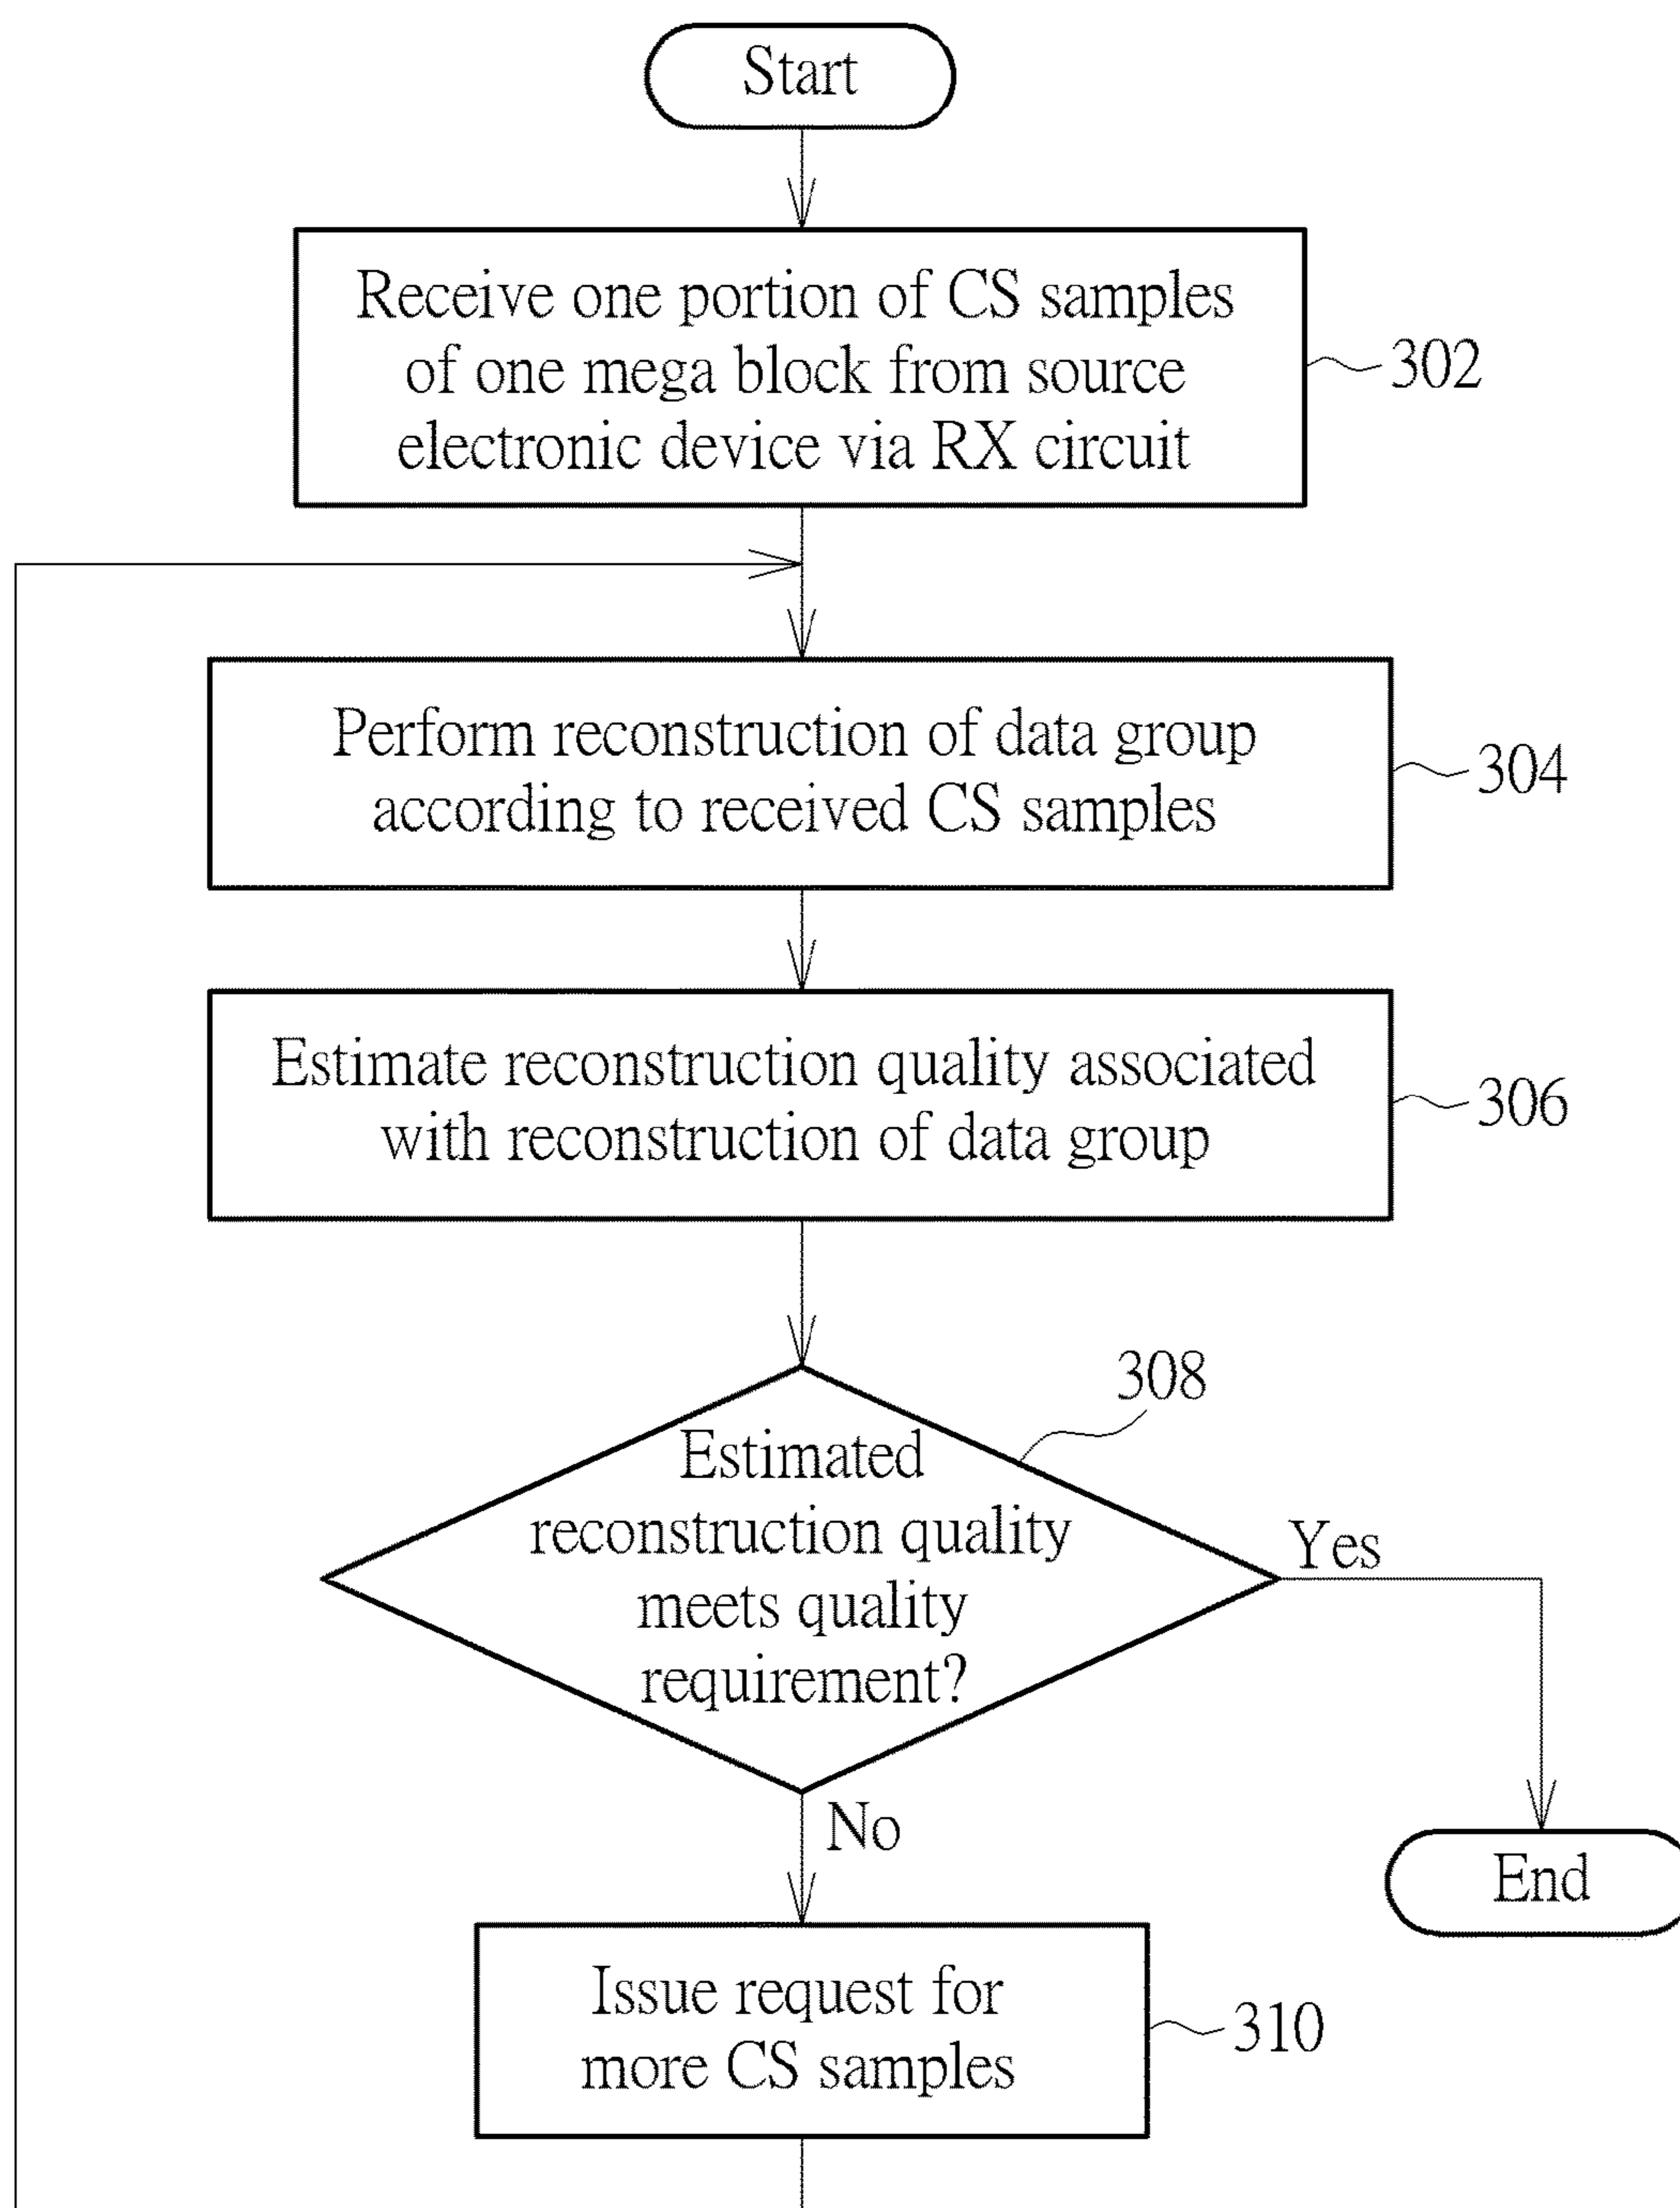 Start
Receive one portion of CS samples
of one mega block from source
electronic device via RX circuit
302
Perform reconstruction of data group
according to received CS samples
304
Estimate reconstruction quality associated
with reconstruction of data group
306
308
Estimated
reconstruction quality
meets quality
requirement?
Yes
No
End
Issue request for
more CS samples
310